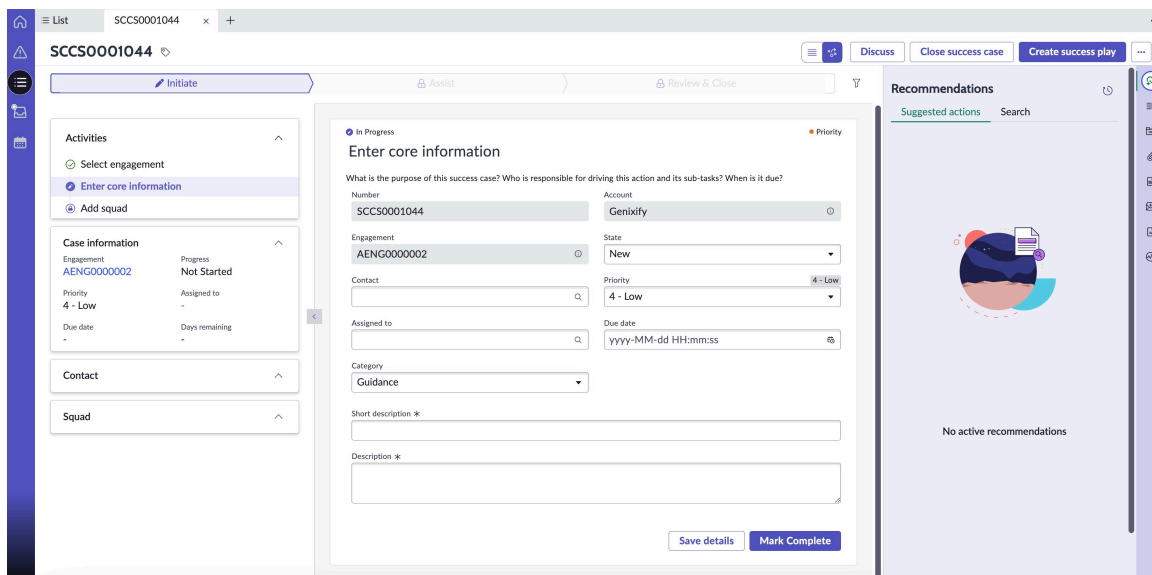 List
SCCS0001044
SCCS0001044
Discuss
Close success case
Create success play
Initiate
Assist
Review & Close
Activities
Select engagement
Enter core information
Add squad
Case information
Engagement
Progress
AENG0000002
Not Started
Priority
Assigned to
4 - Low
-
Due date
Days remaining
-
-
Contact
Squad
In Progress
Priority
Enter core information
What is the purpose of this success case? Who is responsible for driving this action and its sub-tasks? When is it due?
Number
Account
SCCS0001044
Genixify
Engagement
State
AENG0000002
New
Contact
Priority
4 - Low
4 - Low
Assigned to
Due date
yyyy-MM-dd HH:mm:ss
Category
Guidance
Short description *
Description *
Save details
Mark Complete
Recommendations
Suggested actions
Search
No active recommendations